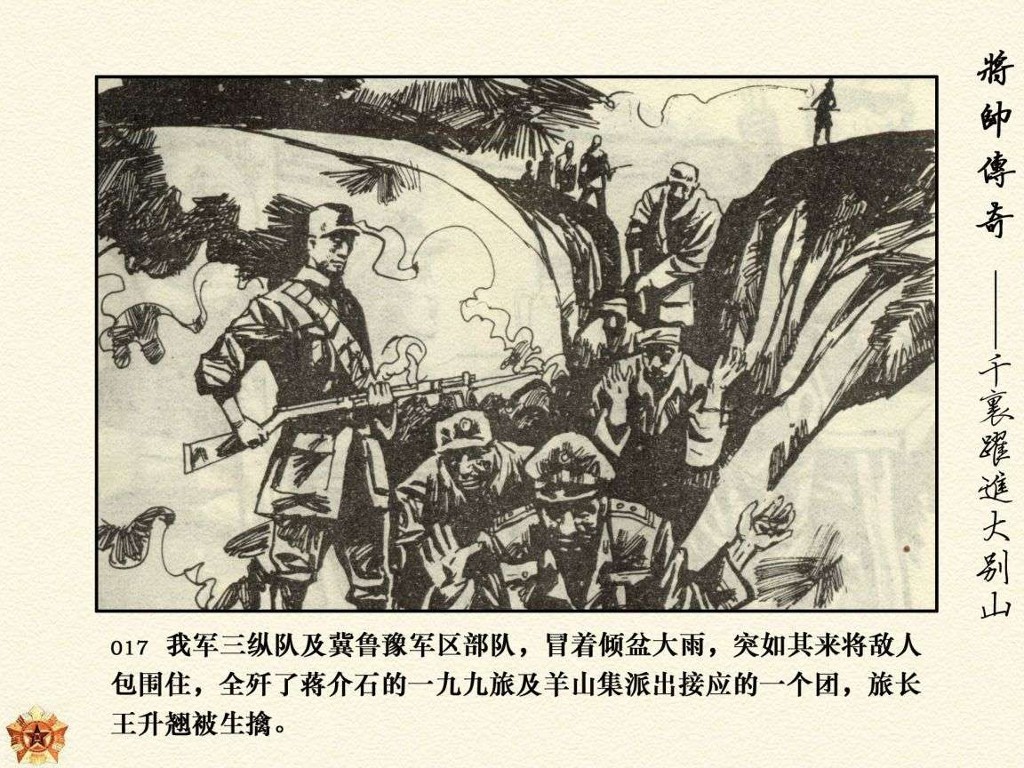 將帥傳奇
——千裏躍進大别山
017 我军三纵队及冀鲁豫军区部队，冒着倾盆大雨，突如其来将敌人
包围住，全歼了蒋介石的一九九旅及羊山集派出接应的一个团，旅长
王升翘被生擒。